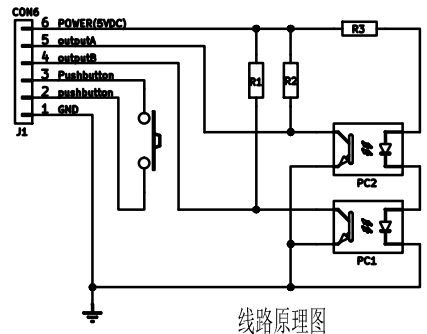 CON6
6 POWER(5VDC)
5 outputA
4 outputB
3 Pushbutton
2 pushbutton
1 GND
J1
R3
R1
R2
PC2
PC1
线路原理图